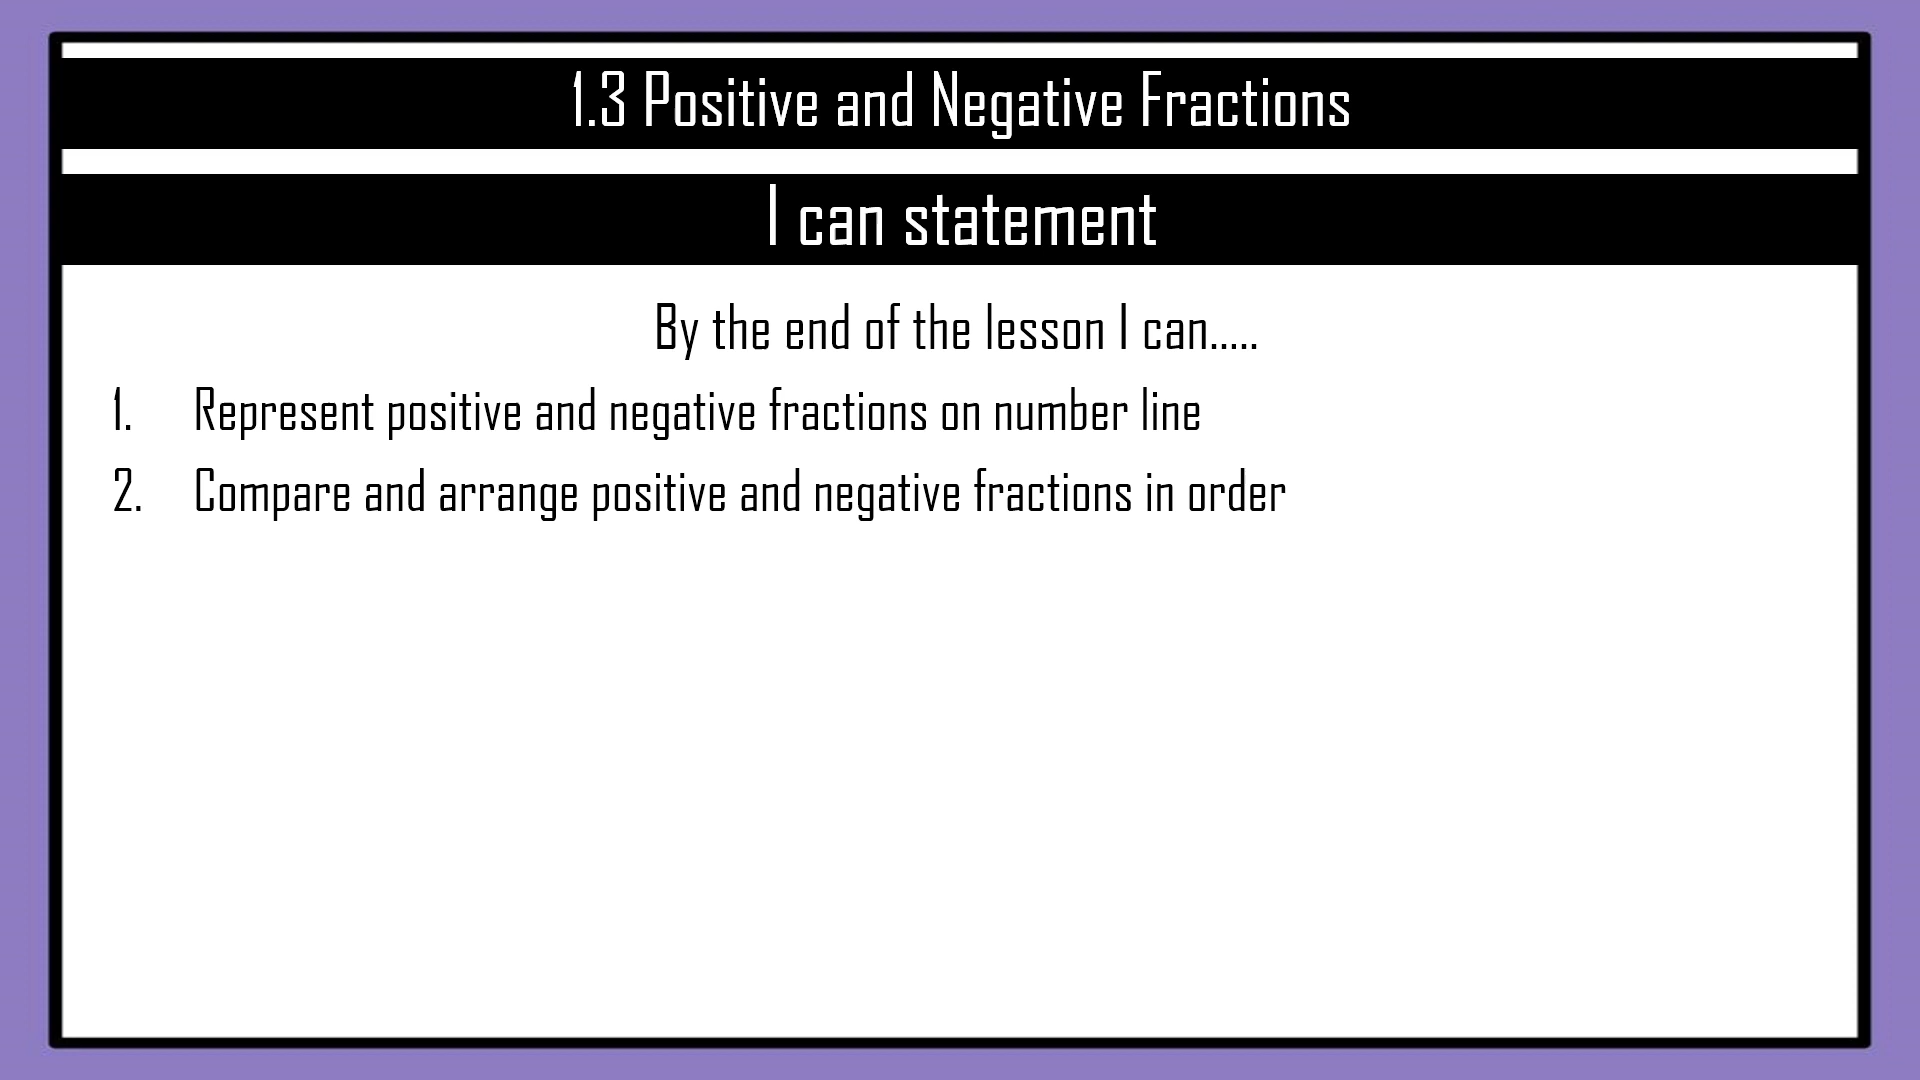 1.3 Positive and Negative Fractions
I can statement
By the end of the lesson I can.....
1. Represent positive and negative fractions on number line
2. Compare and arrange positive and negative fractions in order